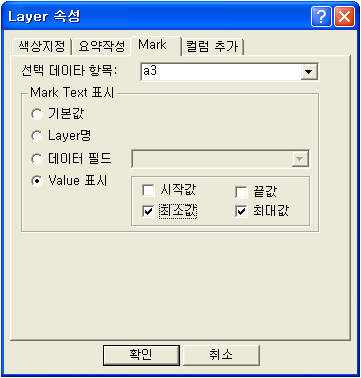 Layer 속성
색상지정 요약작성 Mark 컬럼 추가
선택 데이타 항목: a3
Mark Text 표시
기본값
Layer명
데이터 필드
Value 표시
시작값 끝값
최소값 최대값
확인 취소